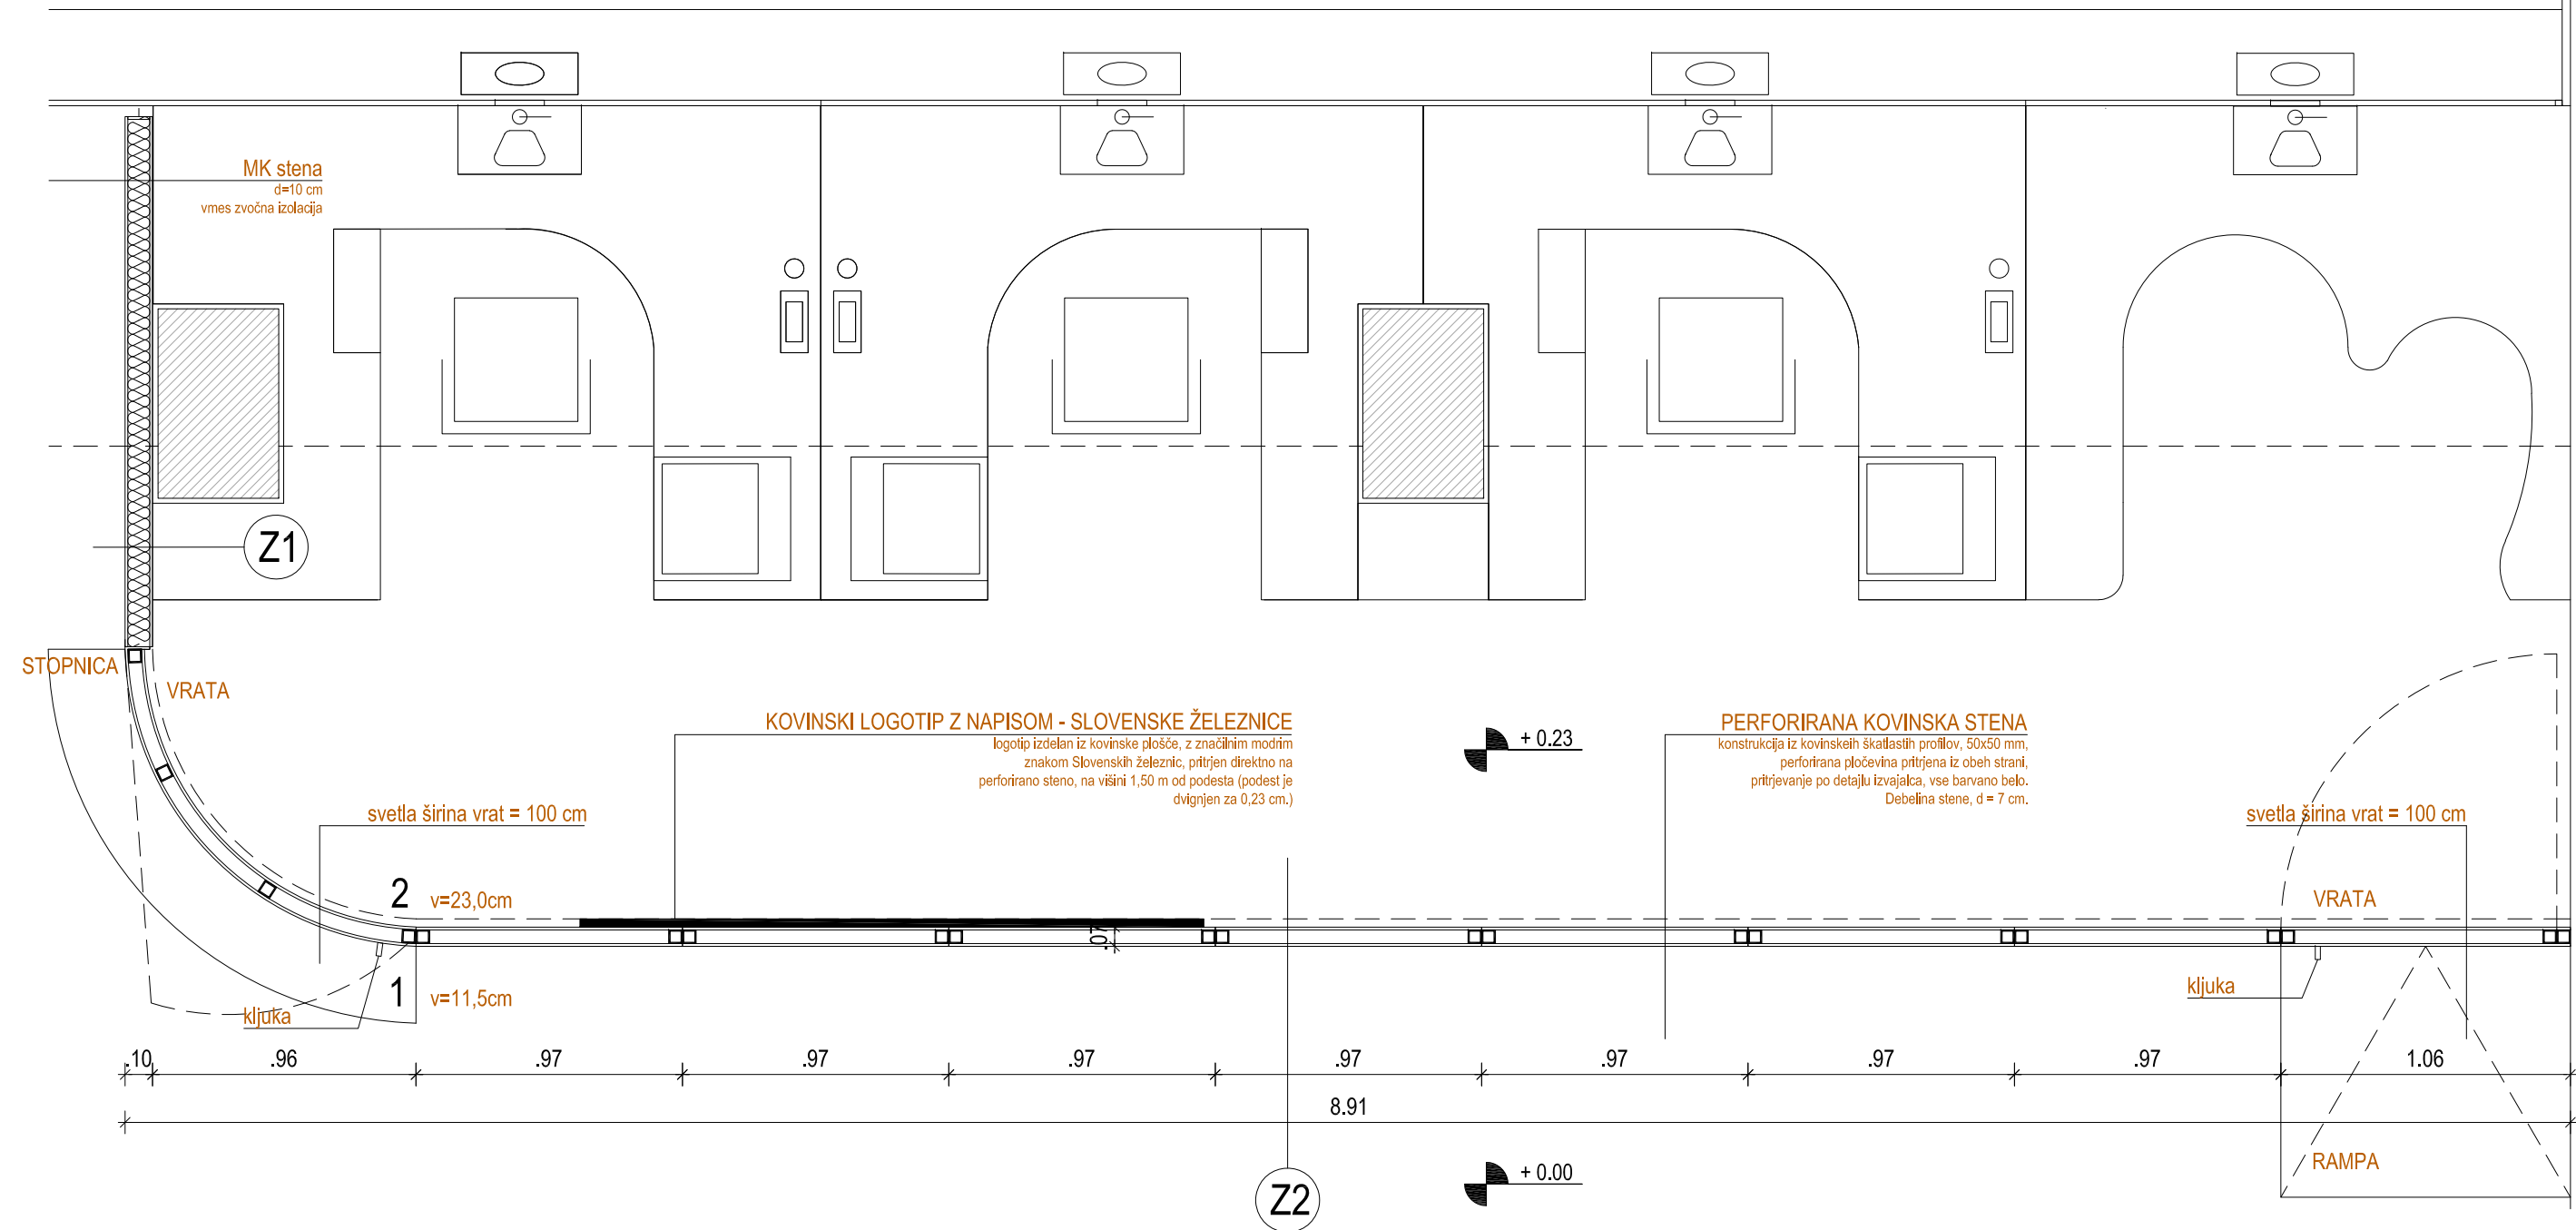 MK stena
d=10 cm
vmes zvočna izolacija
Z1
STOPNICA
VRATA
KOVINSKI LOGOTIP Z NAPISOM - SLOVENSKE ŽELEZNICE
logotip izdelan iz kovinske plošče, z značilnim modrim
znakom Slovenskih železnic, pritrjen direktno na
perforirano steno, na višini 1,50 m od podesta (podest je
dvignjen za 0,23 cm.)
+ 0.23
PERFORIRANA KOVINSKA STENA
konstrukcija iz kovinskeih škatlastih profilov, 50x50 mm,
perforirana pločevina pritrjena iz obeh strani,
pritrjevanje po detajlu izvajalca, vse barvano belo.
Debelina stene, d = 7 cm.
svetla širina vrat = 100 cm
svetla širina vrat = 100 cm
2 v=23,0cm
VRATA
.07
1 v=11,5cm
kljuka
kljuka
.10 .96 .97 .97 .97 .97 .97 .97 .97 1.06
8.91
RAMPA
+ 0.00
Z2